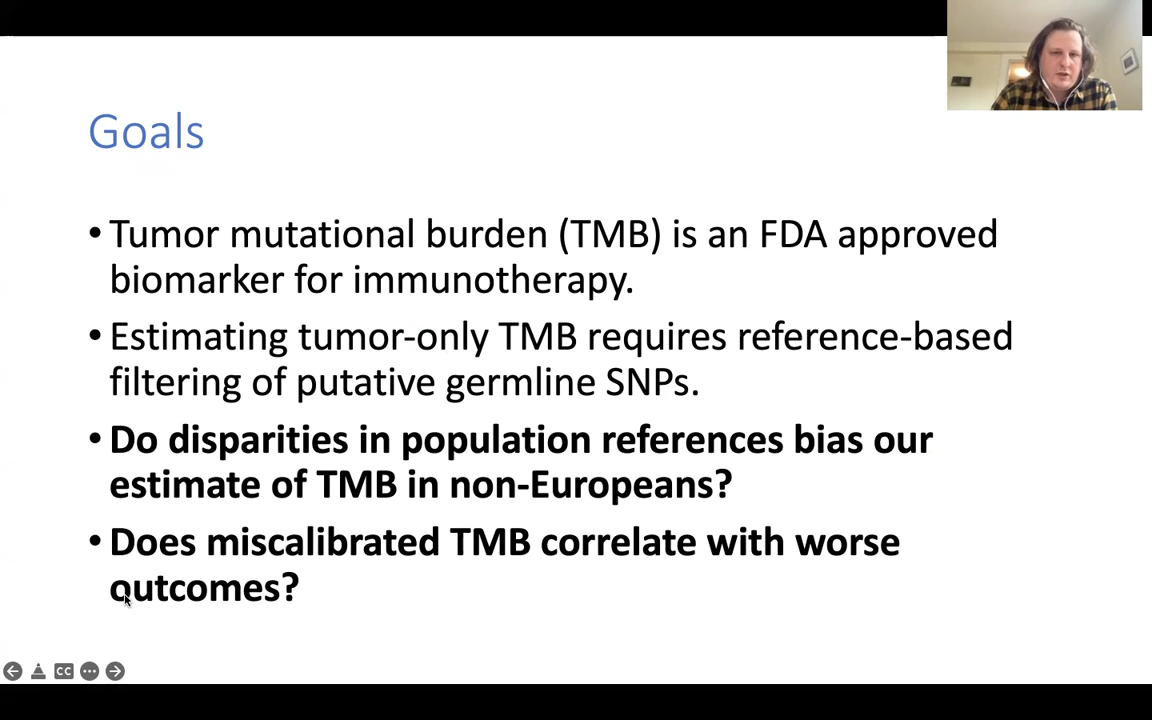 Goals
• Tumor mutational burden (TMB) is an FDA approved
biomarker for immunotherapy.
• Estimating tumor-only TMB requires reference-based
filtering of putative germline SNPs.
• Do disparities in population references bias our
estimate of TMB in non-Europeans?
• Does miscalibrated TMB correlate with worse
outcomes?
CC